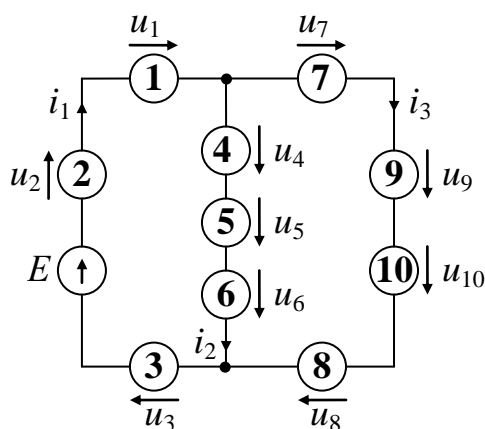 u₁ u₇
1 7
i₁ i₃
4 u₄
u₂ 2 9 u₉
5 u₅
E 10 u₁₀
6 u₆
i₂
3 8
u₃ u₈